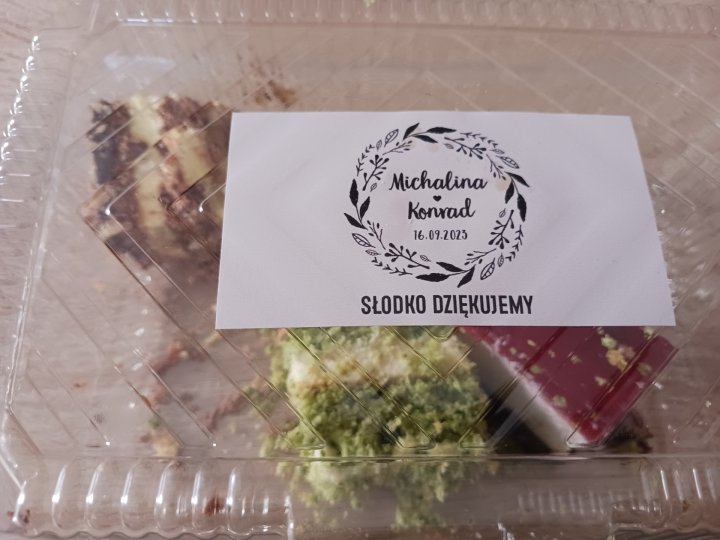 Michalina
Konrad
16.09.2023
SŁODKO DZIĘKUJEMY